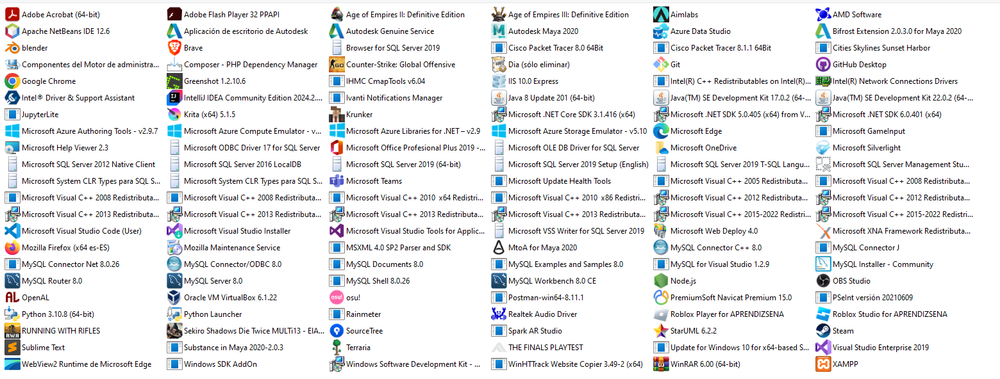 Adobe Acrobat (64-bit)
Adobe Flash Player 32 PPAPI
Age of Empires II: Definitive Edition
Age of Empires III: Definitive Edition
Aimlabs
AMD Software
Apache NetBeans IDE 12.6
Aplicación de escritorio de Autodesk
Autodesk Genuine Service
Autodesk Maya 2020
Azure Data Studio
Bifrost Extension 2.0.3.0 for Maya 2020
blender
Brave
Browser for SQL Server 2019
Cisco Packet Tracer 8.0 64Bit
Cisco Packet Tracer 8.1.1 64Bit
Cities Skylines Sunset Harbor
Componentes del Motor de administra...
Composer - PHP Dependency Manager
Counter-Strike: Global Offensive
Dia (sólo eliminar)
Git
GitHub Desktop
Google Chrome
Greenshot 1.2.10.6
IHMC CmapTools v6.04
IIS 10.0 Express
Intel(R) C++ Redistributables on Intel(R)...
Intel(R) Network Connections Drivers
Intel® Driver & Support Assistant
IntelliJ IDEA Community Edition 2024.2....
Ivanti Notifications Manager
Java 8 Update 201 (64-bit)
Java(TM) SE Development Kit 17.0.2 (64-...
Java(TM) SE Development Kit 22.0.2 (64-...
JupyterLite
Krita (x64) 5.1.5
Krunker
Microsoft .NET Core SDK 3.1.416 (x64)
Microsoft .NET SDK 5.0.405 (x64) from V...
Microsoft .NET SDK 6.0.401 (x64)
Microsoft Azure Authoring Tools - v2.9.7
Microsoft Azure Compute Emulator - v...
Microsoft Azure Libraries for .NET – v2.9
Microsoft Azure Storage Emulator - v5.10
Microsoft Edge
Microsoft GameInput
Microsoft Help Viewer 2.3
Microsoft ODBC Driver 17 for SQL Server
Microsoft Office Profesional Plus 2019 -...
Microsoft OLE DB Driver for SQL Server
Microsoft OneDrive
Microsoft Silverlight
Microsoft SQL Server 2012 Native Client
Microsoft SQL Server 2016 LocalDB
Microsoft SQL Server 2019 (64-bit)
Microsoft SQL Server 2019 Setup (English)
Microsoft SQL Server 2019 T-SQL Langu...
Microsoft SQL Server Management Stu...
Microsoft System CLR Types para SQL S...
Microsoft System CLR Types para SQL S...
Microsoft Teams
Microsoft Update Health Tools
Microsoft Visual C++ 2005 Redistributa...
Microsoft Visual C++ 2008 Redistributa...
Microsoft Visual C++ 2008 Redistributa...
Microsoft Visual C++ 2008 Redistributa...
Microsoft Visual C++ 2010  x64 Redistri...
Microsoft Visual C++ 2010  x86 Redistri...
Microsoft Visual C++ 2012 Redistributa...
Microsoft Visual C++ 2012 Redistributa...
Microsoft Visual C++ 2013 Redistributa...
Microsoft Visual C++ 2013 Redistributa...
Microsoft Visual C++ 2013 Redistributa...
Microsoft Visual C++ 2013 Redistributa...
Microsoft Visual C++ 2015-2022 Redistri...
Microsoft Visual C++ 2015-2022 Redistri...
Microsoft Visual Studio Code (User)
Microsoft Visual Studio Installer
Microsoft Visual Studio Tools for Applic...
Microsoft VSS Writer for SQL Server 2019
Microsoft Web Deploy 4.0
Microsoft XNA Framework Redistributa...
Mozilla Firefox (x64 es-ES)
Mozilla Maintenance Service
MSXML 4.0 SP2 Parser and SDK
MtoA for Maya 2020
MySQL Connector C++ 8.0
MySQL Connector J
MySQL Connector Net 8.0.26
MySQL Connector/ODBC 8.0
MySQL Documents 8.0
MySQL Examples and Samples 8.0
MySQL for Visual Studio 1.2.9
MySQL Installer - Community
MySQL Router 8.0
MySQL Server 8.0
MySQL Shell 8.0.26
MySQL Workbench 8.0 CE
Node.js
OBS Studio
OpenAL
Oracle VM VirtualBox 6.1.22
osu!
Postman-win64-8.11.1
PremiumSoft Navicat Premium 15.0
PSeInt versión 20210609
Python 3.10.8 (64-bit)
Python Launcher
Rainmeter
Realtek Audio Driver
Roblox Player for APRENDIZSENA
Roblox Studio for APRENDIZSENA
RUNNING WITH RIFLES
Sekiro Shadows Die Twice MULTi13 - ElA...
SourceTree
Spark AR Studio
StarUML 6.2.2
Steam
Sublime Text
Substance in Maya 2020-2.0.3
Terraria
THE FINALS PLAYTEST
Update for Windows 10 for x64-based S...
Visual Studio Enterprise 2019
WebView2 Runtime de Microsoft Edge
Windows SDK AddOn
Windows Software Development Kit - ...
WinHTTrack Website Copier 3.49-2 (x64)
WinRAR 6.00 (64-bit)
XAMPP